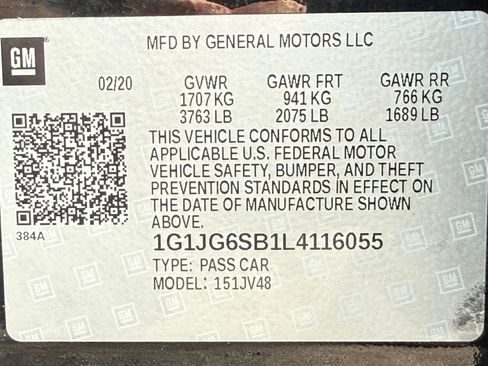 GM
MFD BY GENERAL MOTORS LLC
02/20 GVWR GAWR FRT GAWR RR
1707 KG 941 KG 766 KG
3763 LB 2075 LB 1689 LB
THIS VEHICLE CONFORMS TO ALL
APPLICABLE U.S. FEDERAL MOTOR
VEHICLE SAFETY, BUMPER, AND THEFT
PREVENTION STANDARDS IN EFFECT ON
THE DATE OF MANUFACTURE SHOWN
ABOVE.
384A
1G1JG6SB1L4116055
TYPE: PASS CAR
MODEL: 151JV48